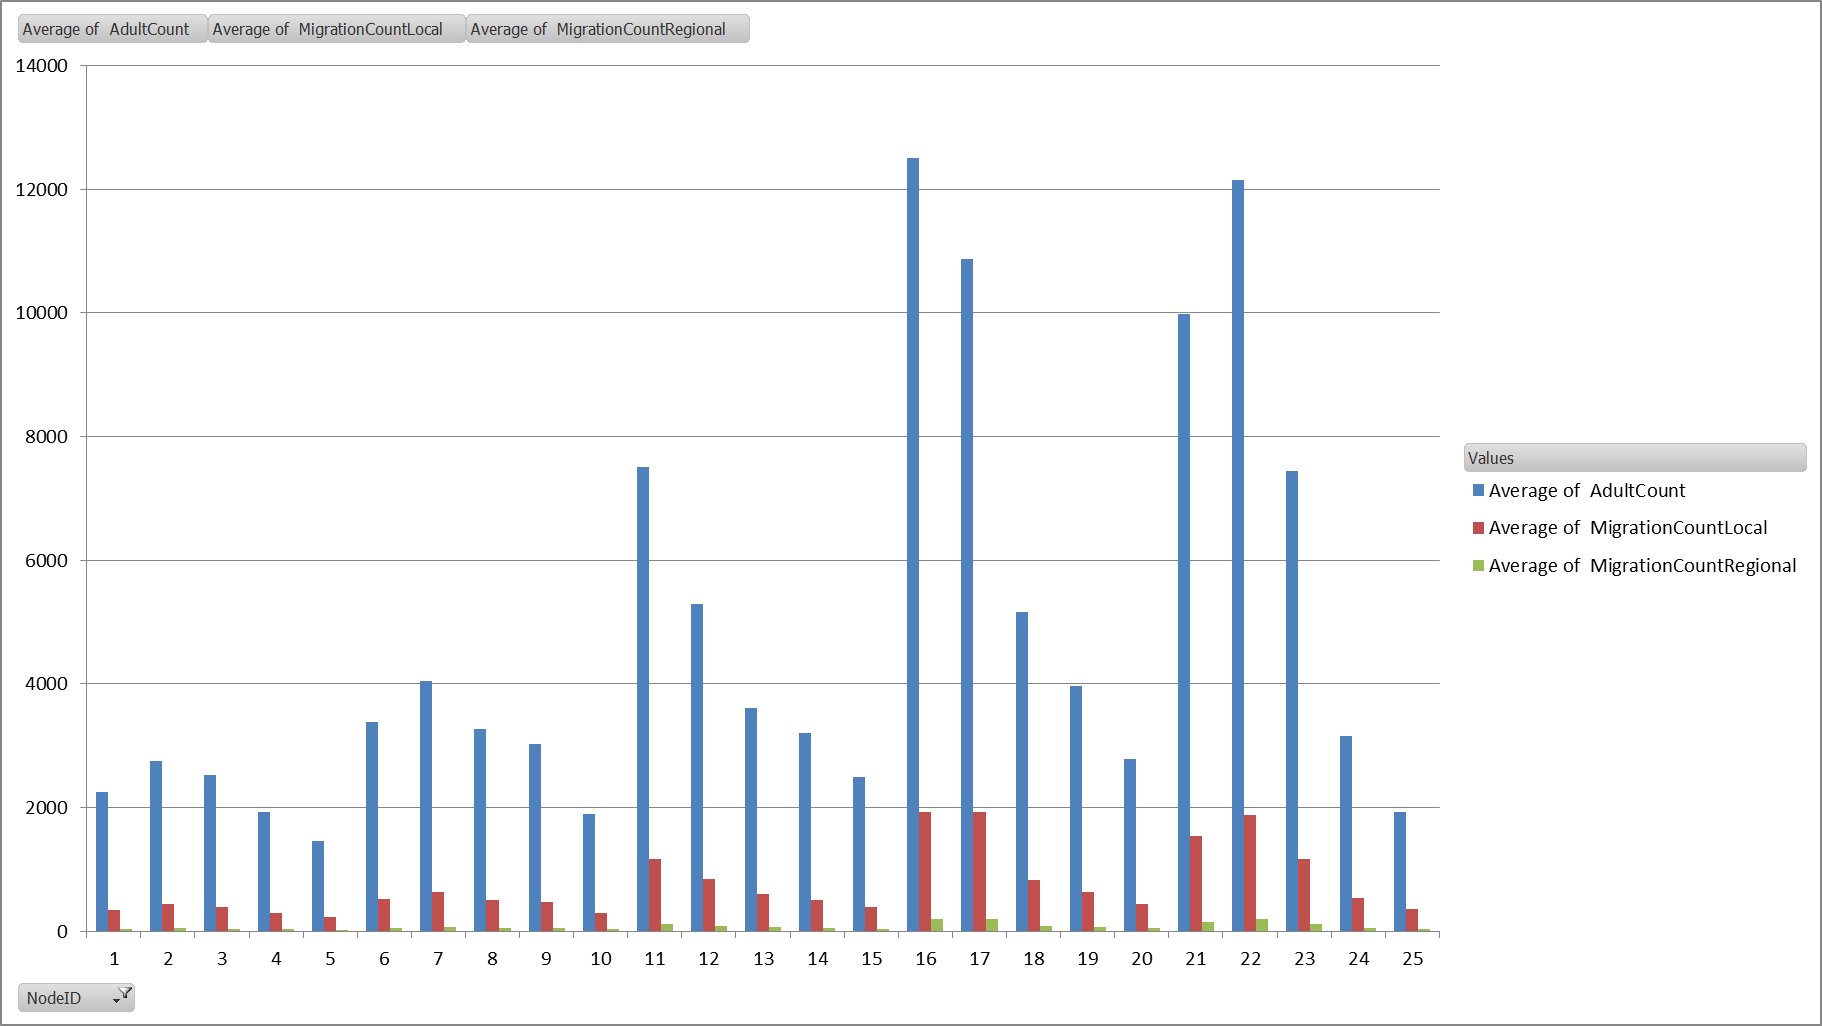 Average of  AdultCount Average of  MigrationCountLocal Average of  MigrationCountRegional
14000
12000
10000
8000
6000
4000
2000
0
1 2 3 4 5 6 7 8 9 10 11 12 13 14 15 16 17 18 19 20 21 22 23 24 25
Values
Average of  AdultCount
Average of  MigrationCountLocal
Average of  MigrationCountRegional
NodeID